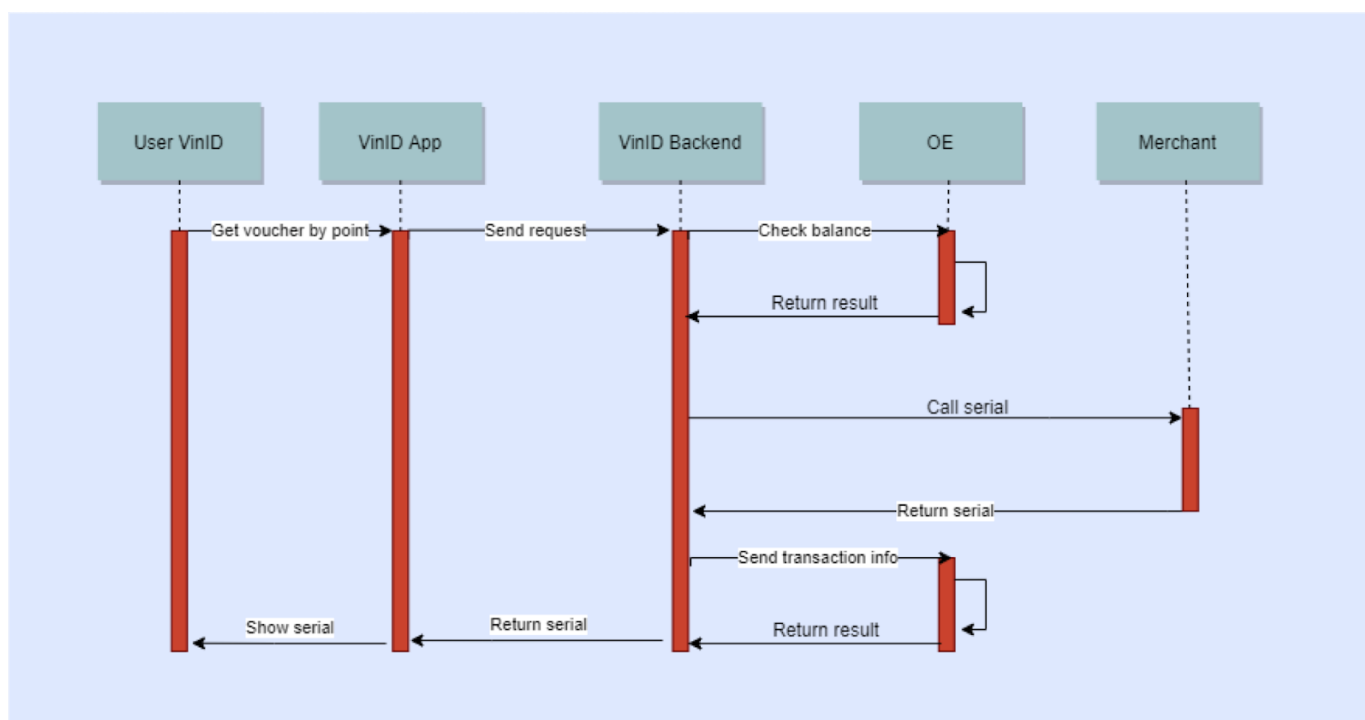 User VinID
VinID App
VinID Backend
OE
Merchant
Get voucher by point
Send request
Check balance
Return result
Call serial
Return serial
Send transaction info
Show serial
Return serial
Return result